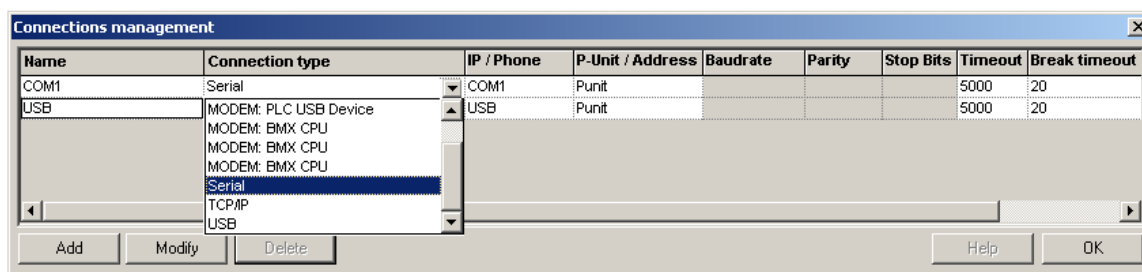 Connections management
Name Connection type IP / Phone P-Unit / Address Baudrate Parity Stop Bits Timeout Break timeout
COM1 Serial COM1 Punit 5000 20
USB MODEM: PLC USB Device USB Punit 5000 20
MODEM: BMX CPU
MODEM: BMX CPU
MODEM: BMX CPU
Serial
TCP/IP
USB
Add Modify Delete Help OK